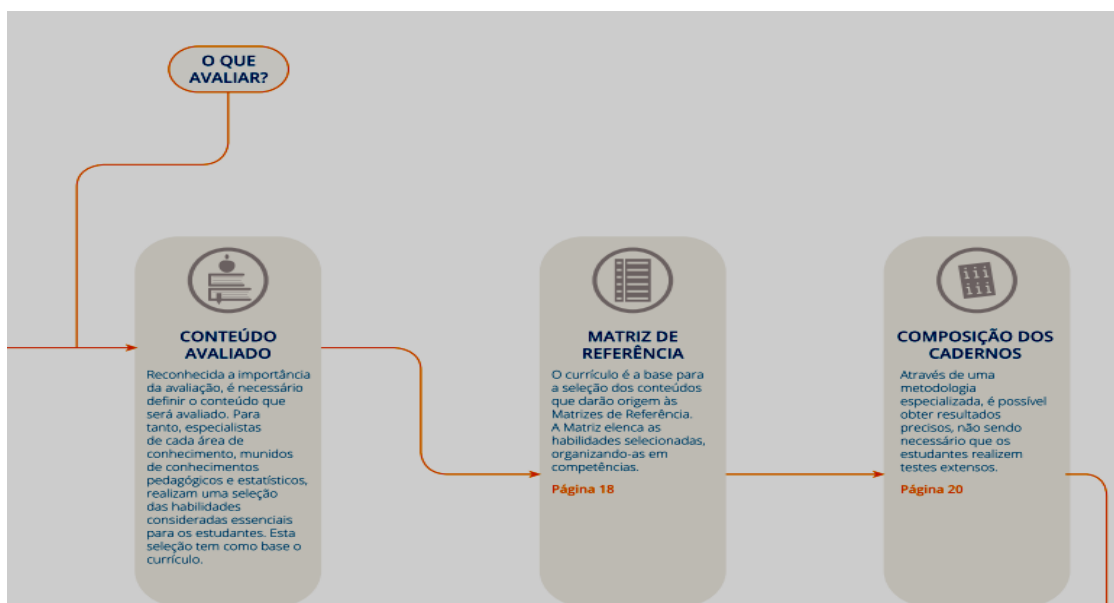 O QUE
AVALIAR?
CONTEÚDO
AVALIADO
Reconhecida a importância
da avaliação, é necessário
definir o conteúdo que
será avaliado. Para
tanto, especialistas
de cada área de
conhecimento, munidos
de conhecimentos
pedagógicos e estatísticos,
realizam uma seleção
das habilidades
consideradas essenciais
para os estudantes. Esta
seleção tem como base o
currículo.
MATRIZ DE
REFERÊNCIA
O currículo é a base para
a seleção dos conteúdos
que darão origem às
Matrizes de Referência.
A Matriz elenca as
habilidades selecionadas,
organizando-as em
competências.
Página 18
COMPOSIÇÃO DOS
CADERNOS
Através de uma
metodologia
especializada, é possível
obter resultados
precisos, não sendo
necessário que os
estudantes realizem
testes extensos.
Página 20